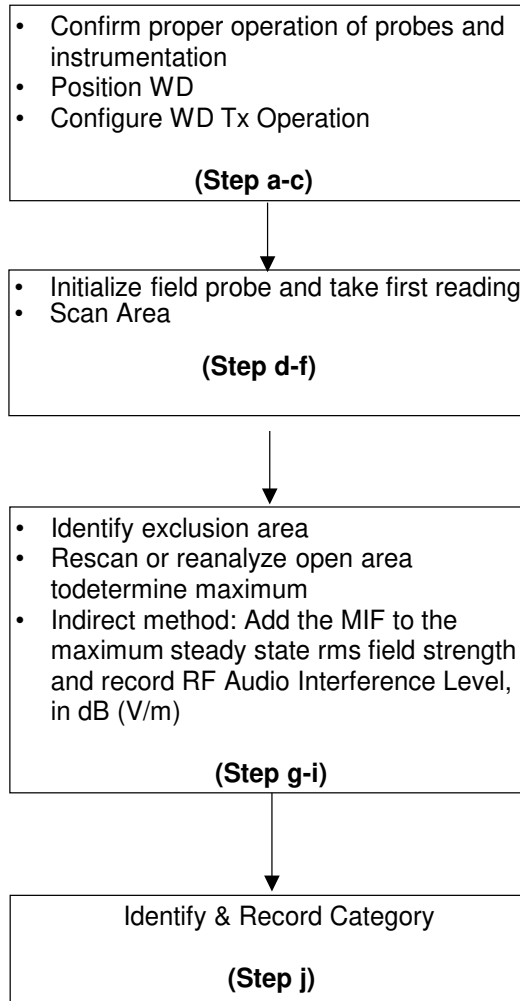 • Confirm proper operation of probes and
instrumentation
• Position WD
• Configure WD Tx Operation
(Step a-c)
• Initialize field probe and take first reading
• Scan Area
(Step d-f)
• Identify exclusion area
• Rescan or reanalyze open area
todetermine maximum
• Indirect method: Add the MIF to the
maximum steady state rms field strength
and record RF Audio Interference Level,
in dB (V/m)
(Step g-i)
Identify & Record Category
(Step j)